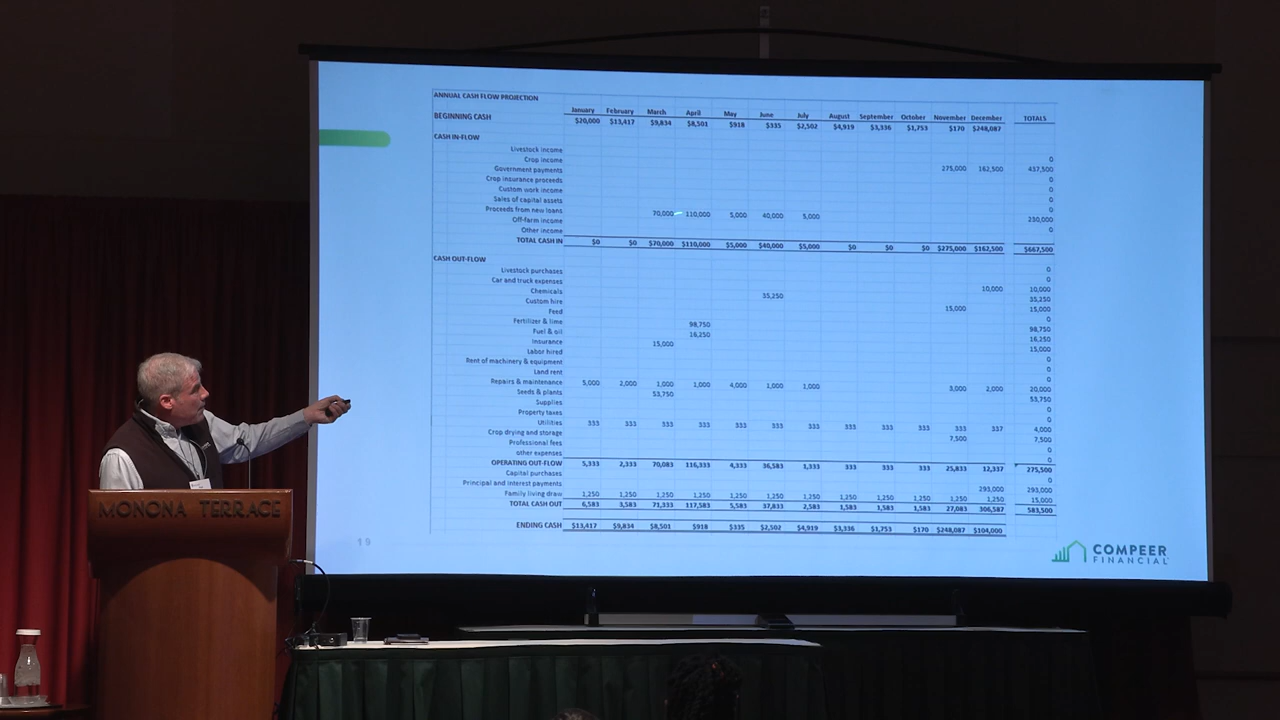 ANNUAL CASH FLOW PROJECTION
January February March April May June July August September October November December TOTALS
BEGINNING CASH $20,000 $13,417 $9,834 $8,501 $918 $335 $2,502 $4,919 $3,336 $1,753 $170 $248,087
CASH IN-FLOW
Livestock income 0
Crop income 275,000 162,500 437,500
Government payments 0
Crop insurance proceeds 0
Custom work income 0
Sales of capital assets 0
Proceeds from new loans 70,000 110,000 5,000 40,000 5,000 230,000
Off-farm income 0
Other income
TOTAL CASH IN $0 $0 $70,000 $110,000 $5,000 $40,000 $5,000 $0 $0 $0 $275,000 $162,500 $667,500
CASH OUT-FLOW 0
Livestock purchases 0
Car and truck expenses 10,000 10,000
Chemicals 35,250 35,250
Custom hire 15,000 15,000
Feed 0
Fertilizer & lime 98,750 98,750
Fuel & oil 16,250 16,250
Insurance 15,000 15,000
Labor hired 0
Rent of machinery & equipment 0
Land rent 0
Repairs & maintenance 5,000 2,000 1,000 1,000 4,000 1,000 1,000 3,000 2,000 20,000
Seeds & plants 53,750 53,750
Supplies 0
Property taxes 0
Utilities 333 333 333 333 333 333 333 333 333 333 333 337 4,000
Crop drying and storage 7,500 7,500
Professional fees 0
other expenses 0
OPERATING OUT-FLOW 5,333 2,333 70,083 116,333 4,333 36,583 1,333 333 333 333 25,833 12,337 275,500
Capital purchases 0
Principal and interest payments 293,000 293,000
Family living draw 1,250 1,250 1,250 1,250 1,250 1,250 1,250 1,250 1,250 1,250 1,250 1,250 15,000
TOTAL CASH OUT 6,583 3,583 71,333 117,583 5,583 37,833 2,583 1,583 1,583 1,583 27,083 306,587 583,500
ENDING CASH $13,417 $9,834 $8,501 $918 $335 $2,502 $4,919 $3,336 $1,753 $170 $248,087 $104,000
19
COMPEER
FINANCIAL
MONONA TERRACE